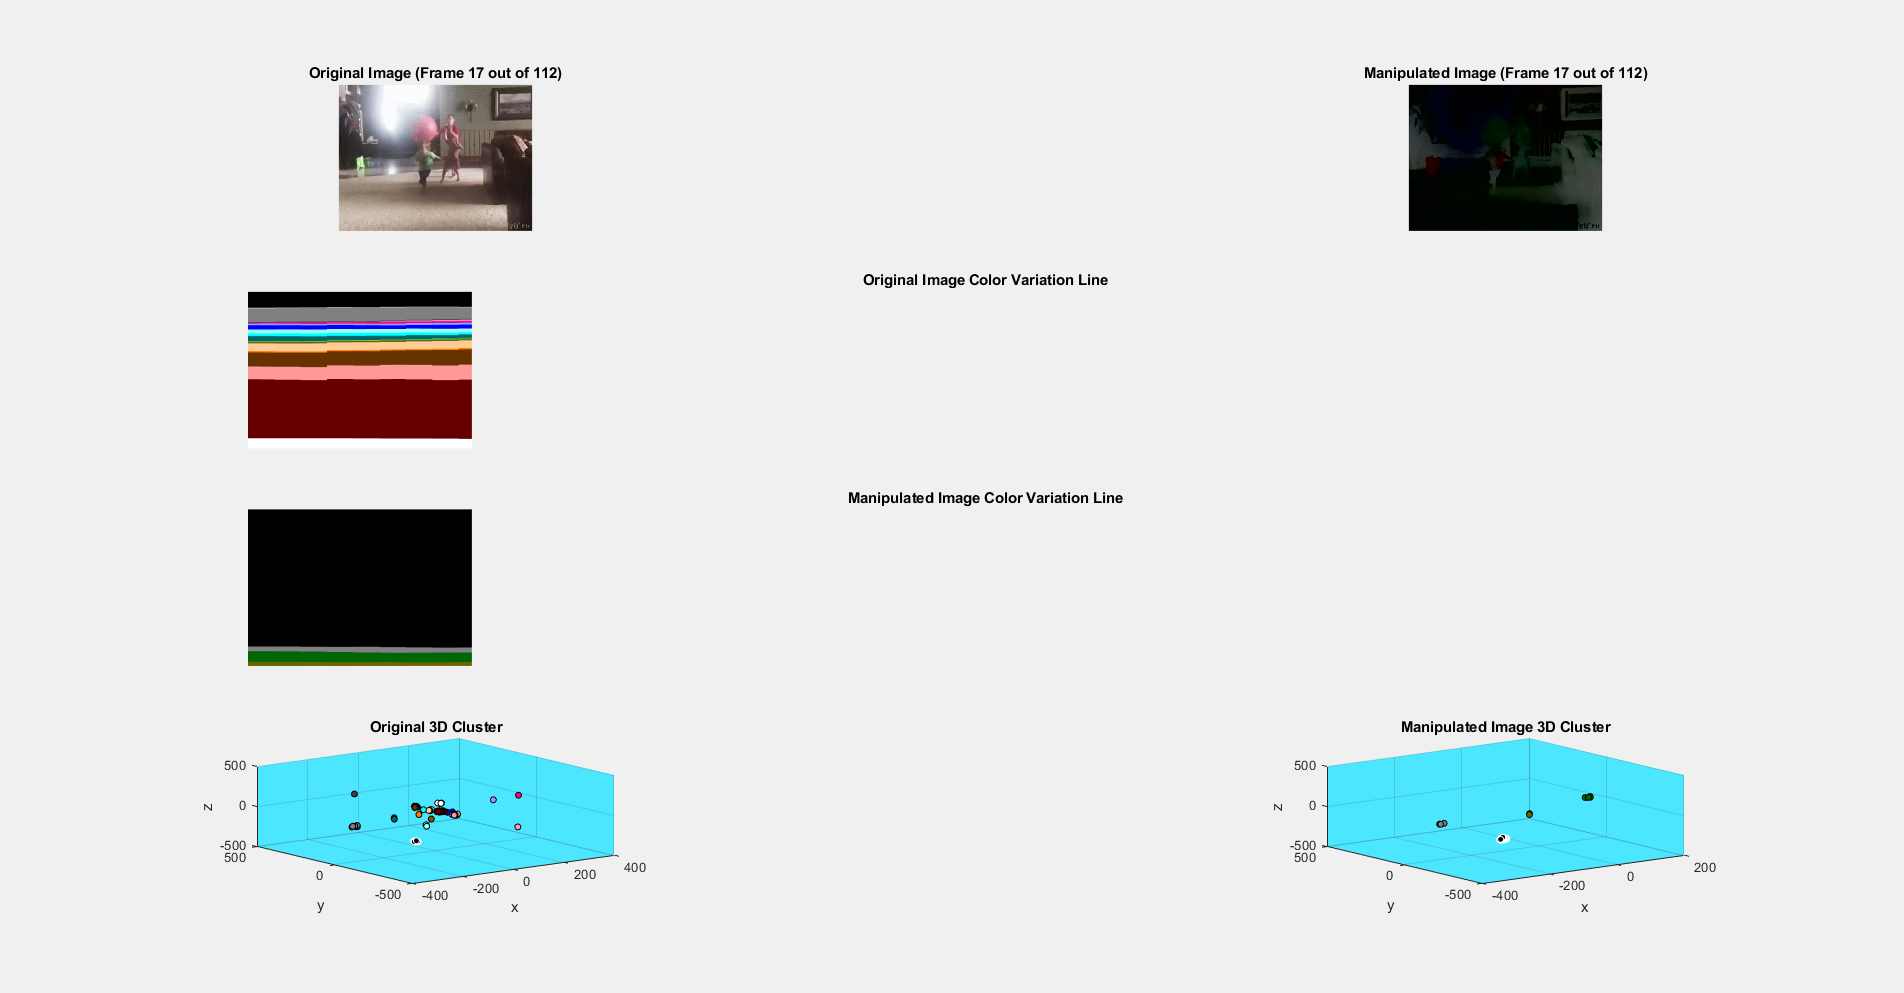 Original Image (Frame 17 out of 112)
Manipulated Image (Frame 17 out of 112)
Original Image Color Variation Line
Manipulated Image Color Variation Line
Original 3D Cluster
500
0
-500
z
500
0
-500
y
-400
-200
0
200
400
x
Manipulated Image 3D Cluster
500
0
-500
z
500
0
-500
y
-400
-200
0
200
x